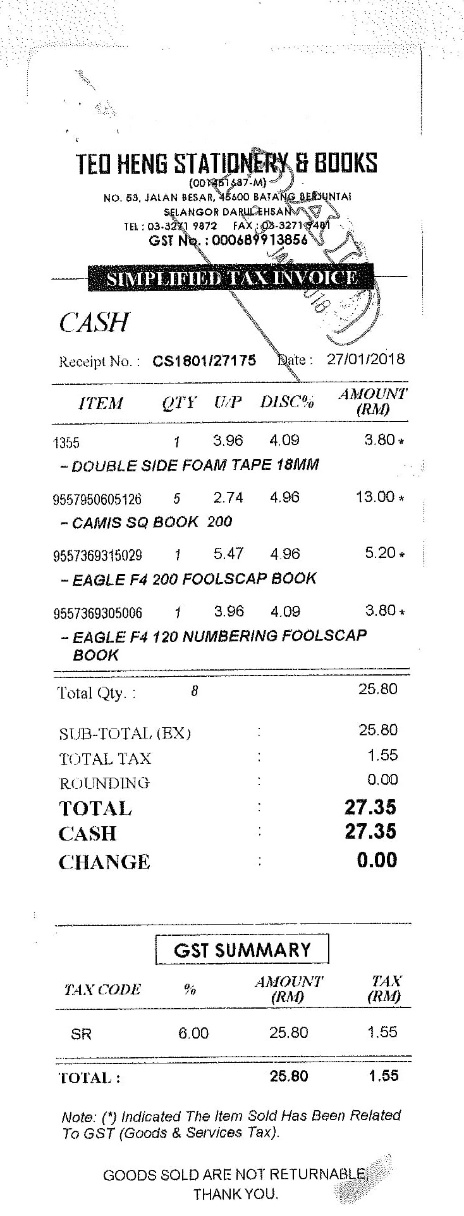 TEO HENG STATIONERY & BOOKS
(001451637-M)
NO. 53, JALAN BESAR, 45600 BATANG BERJUNTAI
SELANGOR DARUL EHSAN
TEL : 03-3271 9872 FAX : 03-3271 9481
GST No. : 000689913856
SIMPLIFIED TAX INVOICE
PAID
CASH
Receipt No. : CS1801/27175 Date : 27/01/2018
ITEM QTY U/P DISC% AMOUNT
(RM)
1355 1 3.96 4.09 3.80 *
- DOUBLE SIDE FOAM TAPE 18MM
9557950605126 5 2.74 4.96 13.00 *
- CAMIS SQ BOOK 200
9557369315029 1 5.47 4.96 5.20 *
- EAGLE F4 200 FOOLSCAP BOOK
9557369305006 1 3.96 4.09 3.80 *
- EAGLE F4 120 NUMBERING FOOLSCAP
BOOK
Total Qty. : 8 25.80
SUB-TOTAL (EX) : 25.80
TOTAL TAX : 1.55
ROUNDING : 0.00
TOTAL : 27.35
CASH : 27.35
CHANGE : 0.00
GST SUMMARY
TAX CODE % AMOUNT TAX
(RM) (RM)
SR 6.00 25.80 1.55
TOTAL : 25.80 1.55
Note: (*) Indicated The Item Sold Has Been Related
To GST (Goods & Services Tax).
GOODS SOLD ARE NOT RETURNABLE,
THANK YOU.